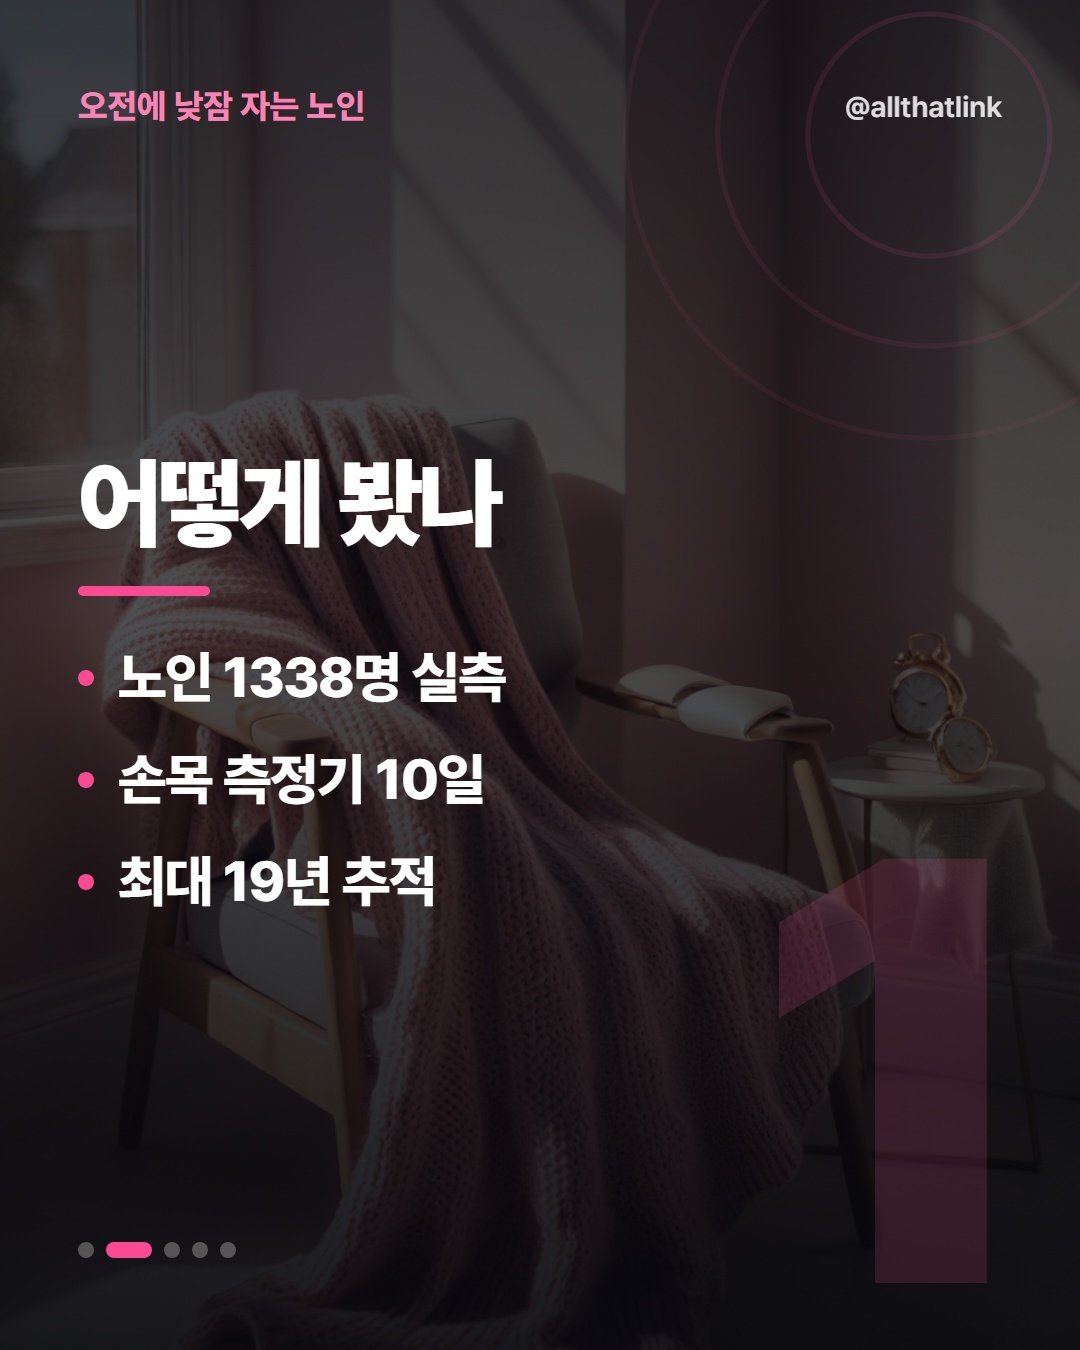 오전에 낮잠 자는 노인
@allthatlink
어떻게 봤나
노인 1338명 실측
손목 측정기 10일
최대 19년 추적
1